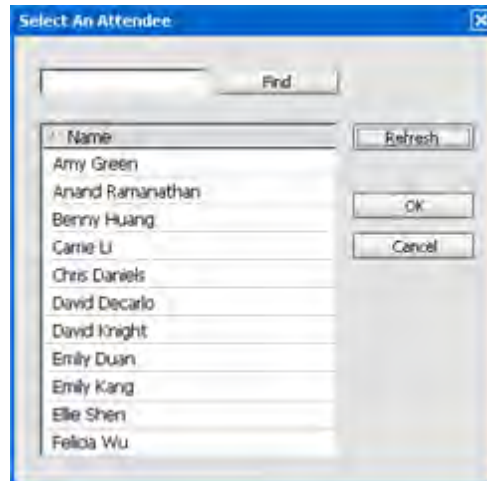 Select An Attendee
Find
Name
Refresh
Amy Green
Anand Ramanathan
OK
Benny Huang
Carrie Li
Cancel
Chris Daniels
David Decarlo
David Knight
Emily Duan
Emily Kang
Ellie Shen
Felicia Wu